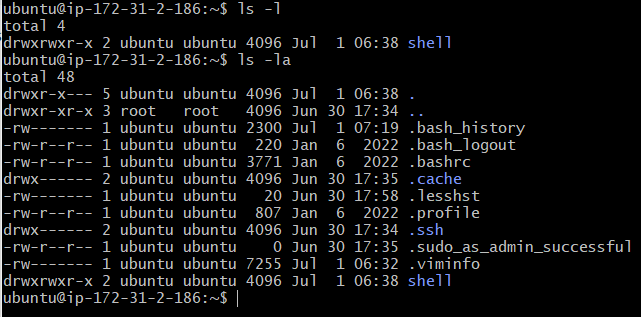 ubuntu@ip-172-31-2-186:~$ ls -l
total 4
drwxrwxr-x 2 ubuntu ubuntu 4096 Jul  1 06:38 shell
ubuntu@ip-172-31-2-186:~$ ls -la
total 48
drwxr-x--- 5 ubuntu ubuntu 4096 Jul  1 06:38 .
drwxr-xr-x 3 root   root   4096 Jun 30 17:34 ..
-rw------- 1 ubuntu ubuntu 2300 Jul  1 07:19 .bash_history
-rw-r--r-- 1 ubuntu ubuntu  220 Jan  6  2022 .bash_logout
-rw-r--r-- 1 ubuntu ubuntu 3771 Jan  6  2022 .bashrc
drwx------ 2 ubuntu ubuntu 4096 Jun 30 17:35 .cache
-rw------- 1 ubuntu ubuntu   20 Jun 30 17:58 .lesshst
-rw-r--r-- 1 ubuntu ubuntu  807 Jan  6  2022 .profile
drwx------ 2 ubuntu ubuntu 4096 Jun 30 17:34 .ssh
-rw-r--r-- 1 ubuntu ubuntu    0 Jun 30 17:35 .sudo_as_admin_successful
-rw------- 1 ubuntu ubuntu 7255 Jul  1 06:32 .viminfo
drwxrwxr-x 2 ubuntu ubuntu 4096 Jul  1 06:38 shell
ubuntu@ip-172-31-2-186:~$